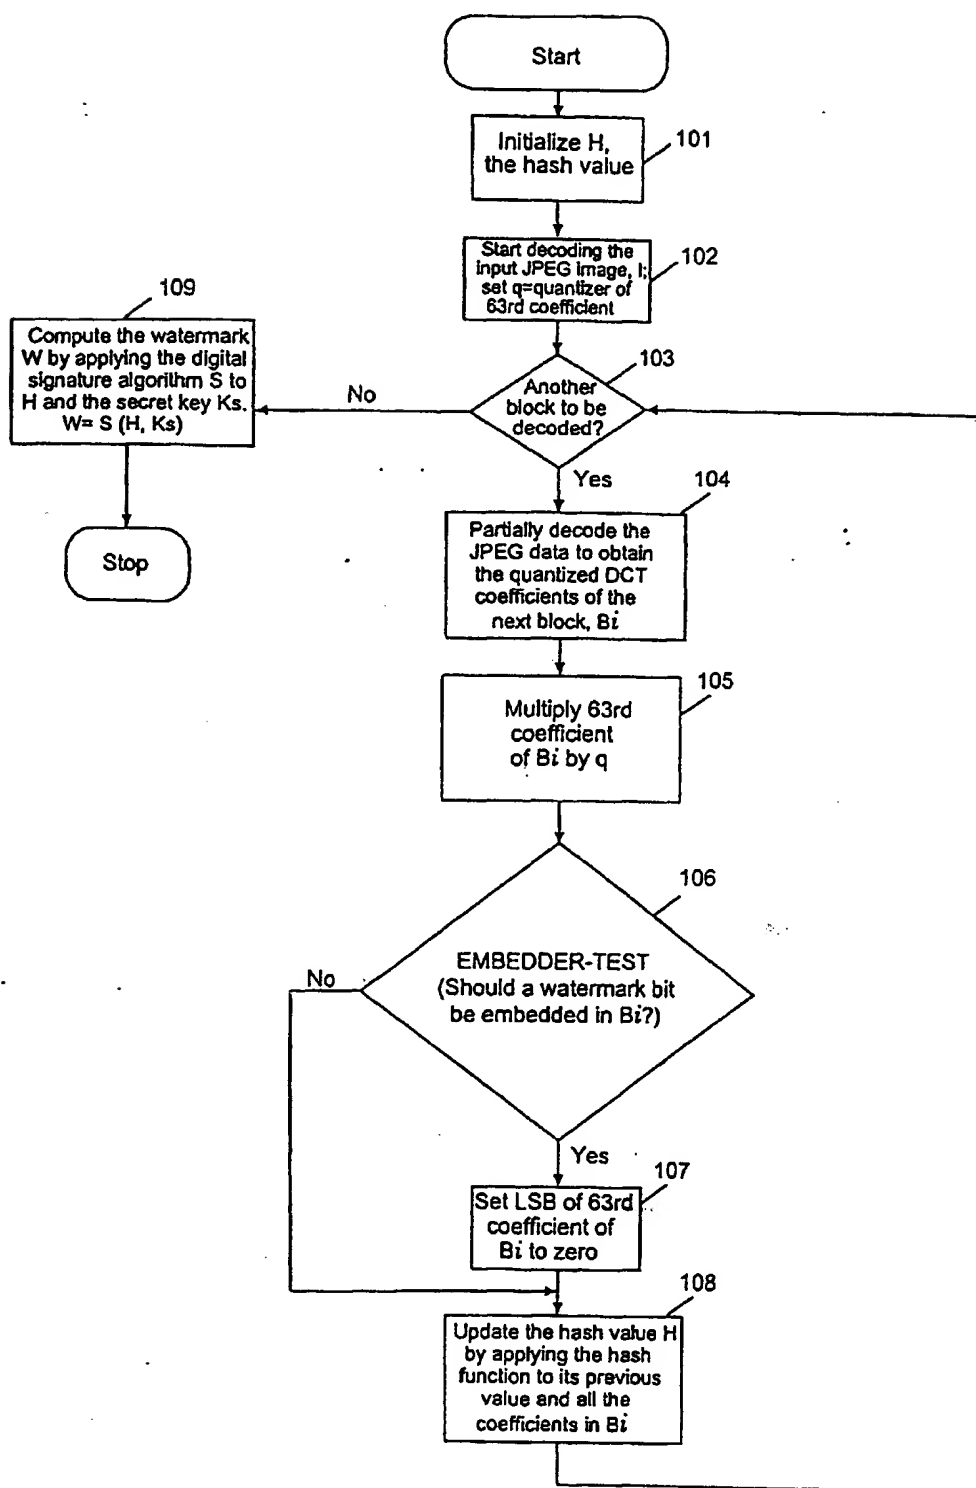 Start
101
Initialize H,
the hash value
102
Start decoding the
input JPEG image, I;
set q=quantizer of
63rd coefficient
109
Compute the watermark
W by applying the digital
signature algorithm S to
H and the secret key Ks.
W= S (H, Ks)
103
Another
block to be
decoded?
No
Yes
Stop
104
Partially decode the
JPEG data to obtain
the quantized DCT
coefficients of the
next block, Bi
105
Multiply 63rd
coefficient
of Bi by q
106
EMBEDDER-TEST
(Should a watermark bit
be embedded in Bi?)
No
Yes
107
Set LSB of 63rd
coefficient of
Bi to zero
108
Update the hash value H
by applying the hash
function to its previous
value and all the
coefficients in Bi